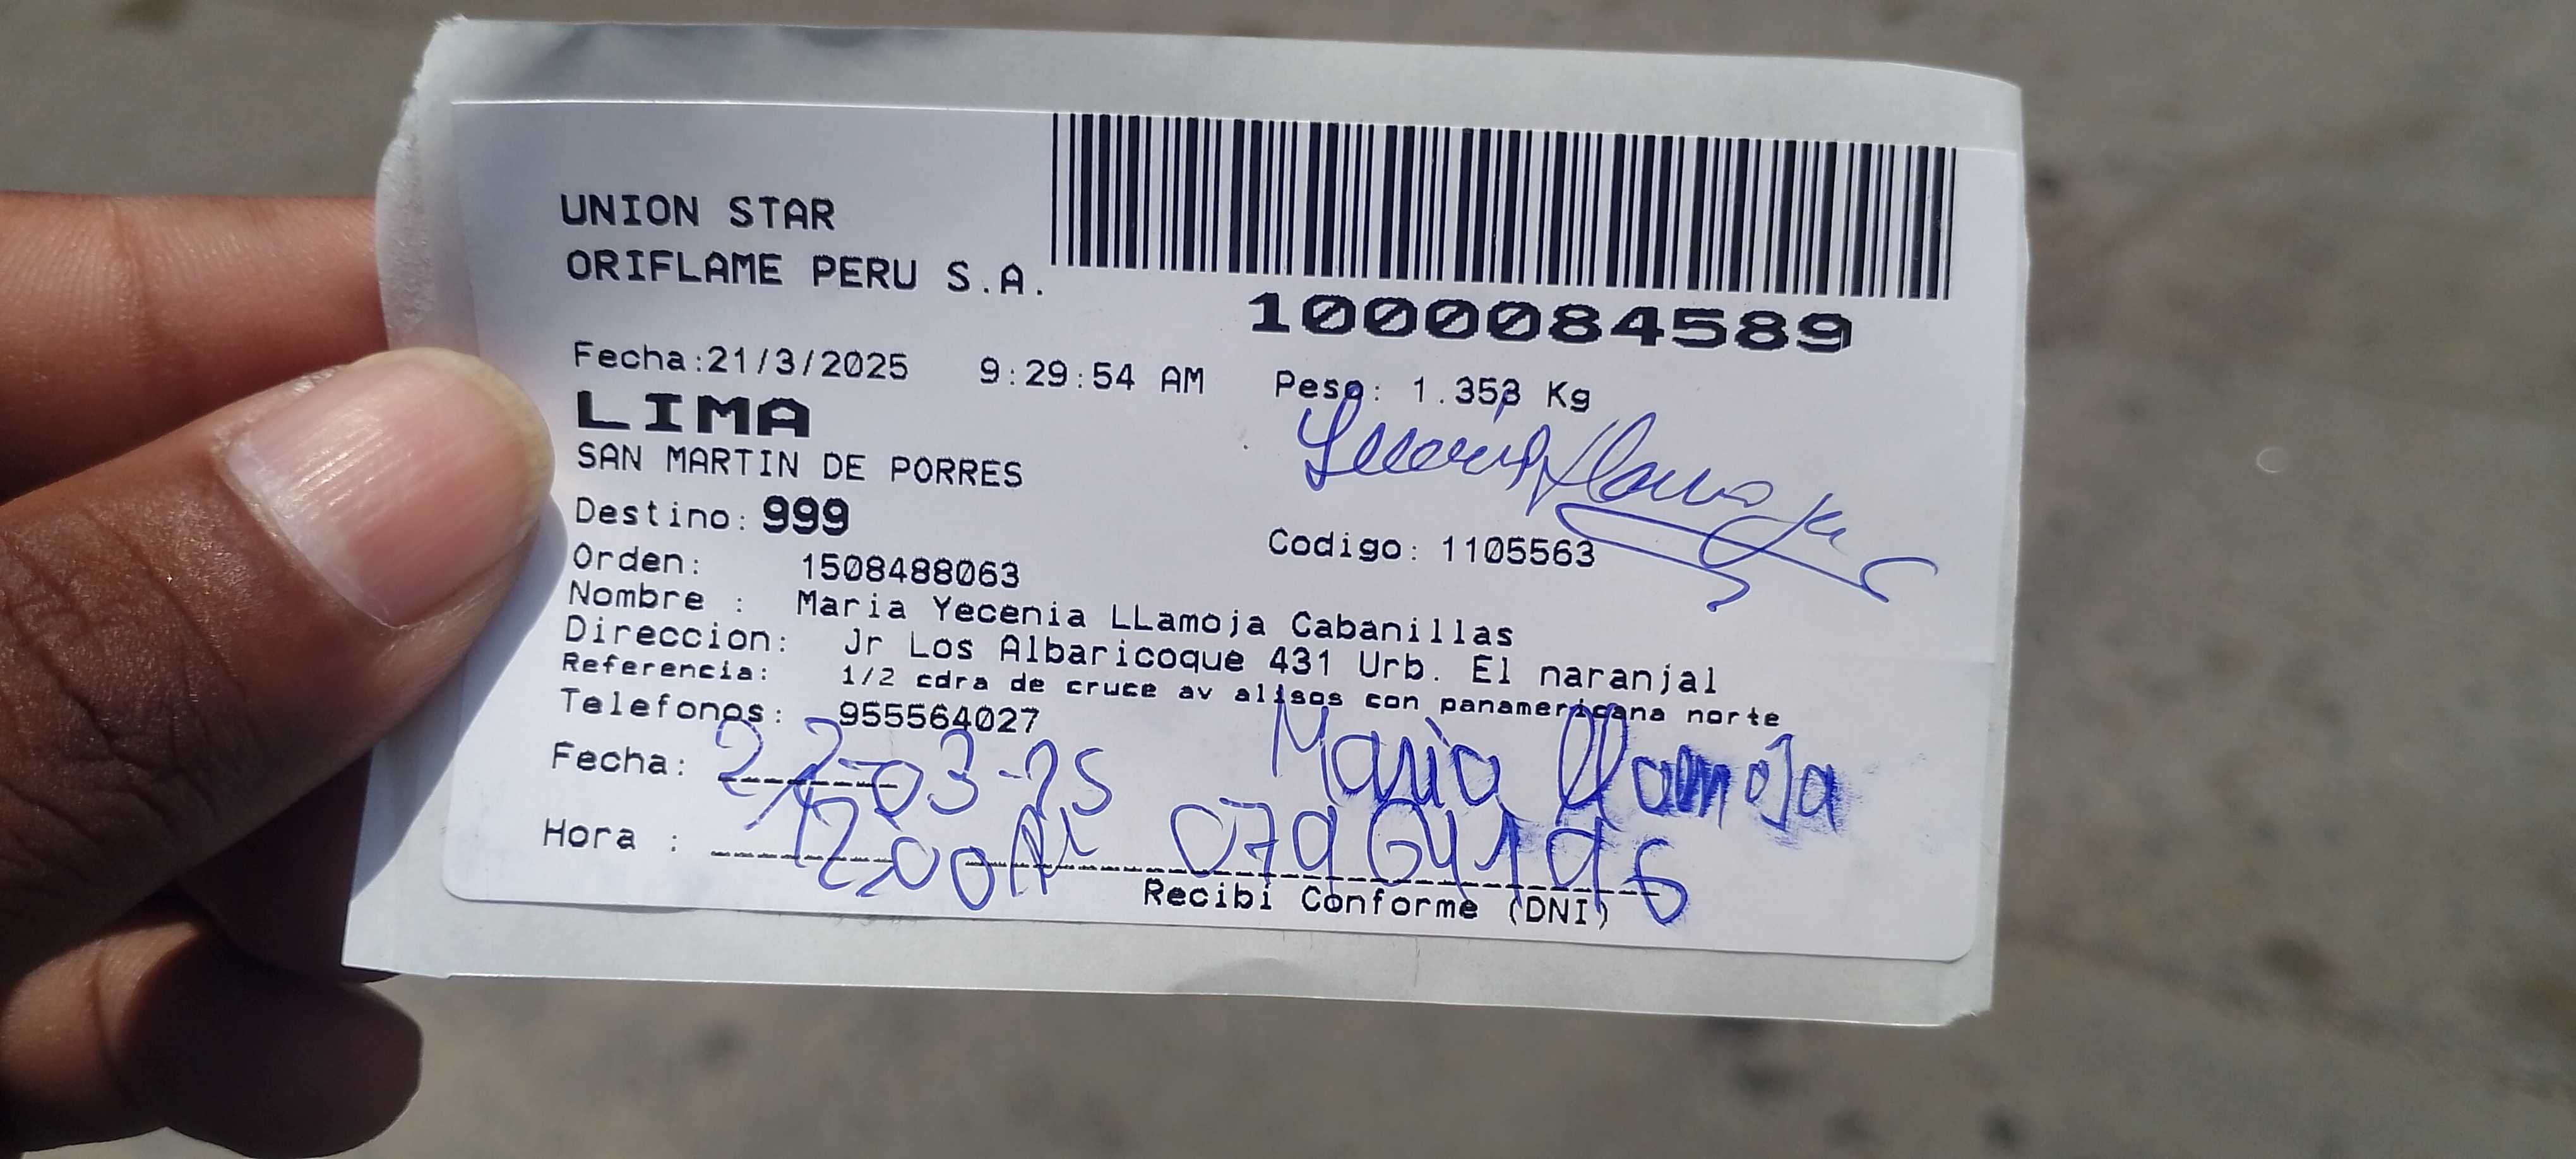 UNION STAR
ORIFLAME PERU S.A.
1000084589
Fecha:21/3/2025 9:29:54 AM Peso: 1.353 Kg
LIMA
SAN MARTIN DE PORRES
Destino: 999
Codigo: 1105563
Orden: 1508488063
Nombre : Maria Yecenia LLamoja Cabanillas
Direccion: Jr Los Albaricoque 431 Urb. El naranjal
Referencia: 1/2 cdra de cruce av alisos con panamericana norte
Telefonos: 955564027
Fecha: 22-03-25 Maria llamoja
Hora : 12:00 07964196
Recibí Conforme (DNI)